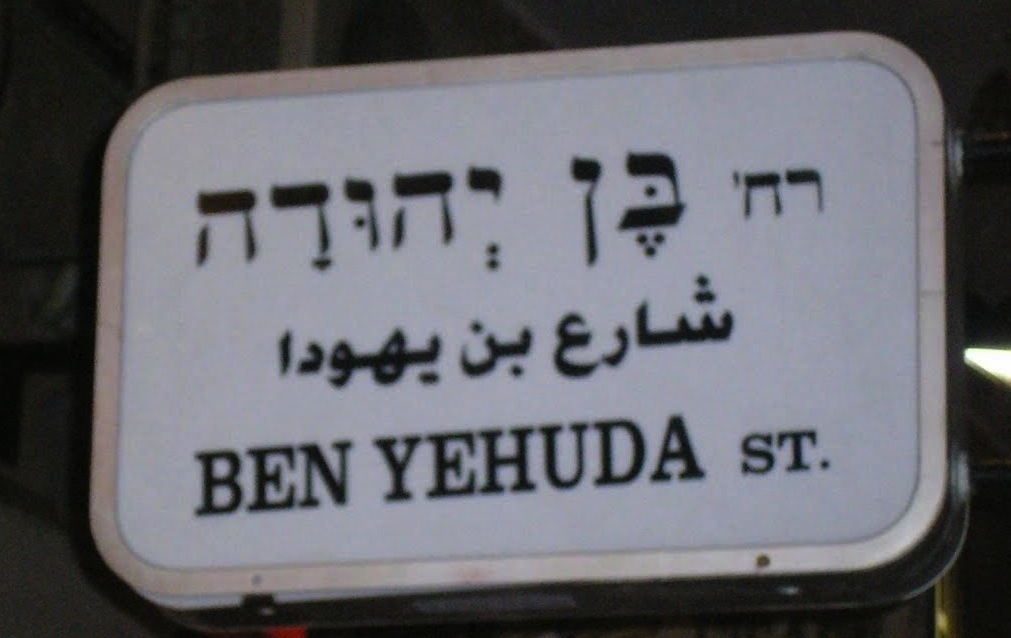 רח' בֶּן יְהוּדָה
شارع بن يهودا
BEN YEHUDA ST.